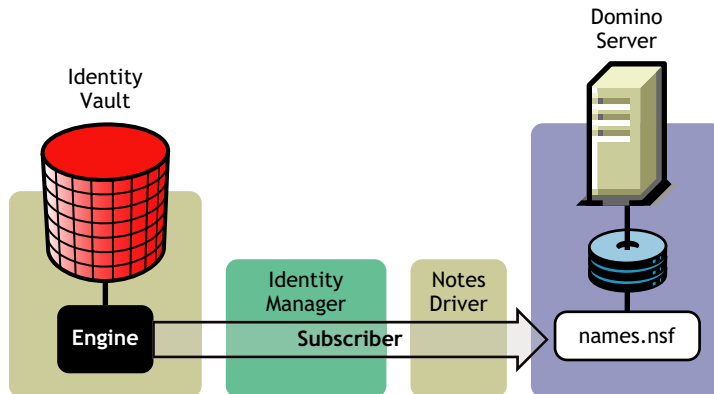 Domino
Server
Identity
Vault
Identity
Manager
Notes
Driver
Engine
Subscriber
names.nsf